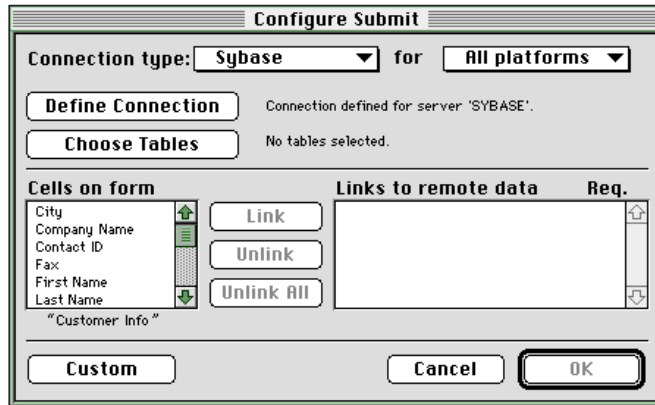 Configure Submit
Connection type: Sybase for All platforms
Define Connection Connection defined for server 'SYBASE'.
Choose Tables No tables selected.
Cells on form Links to remote data Req.
City
Company Name
Contact ID
Fax
First Name
Last Name
Link
Unlink
Unlink All
"Customer Info"
Custom Cancel OK